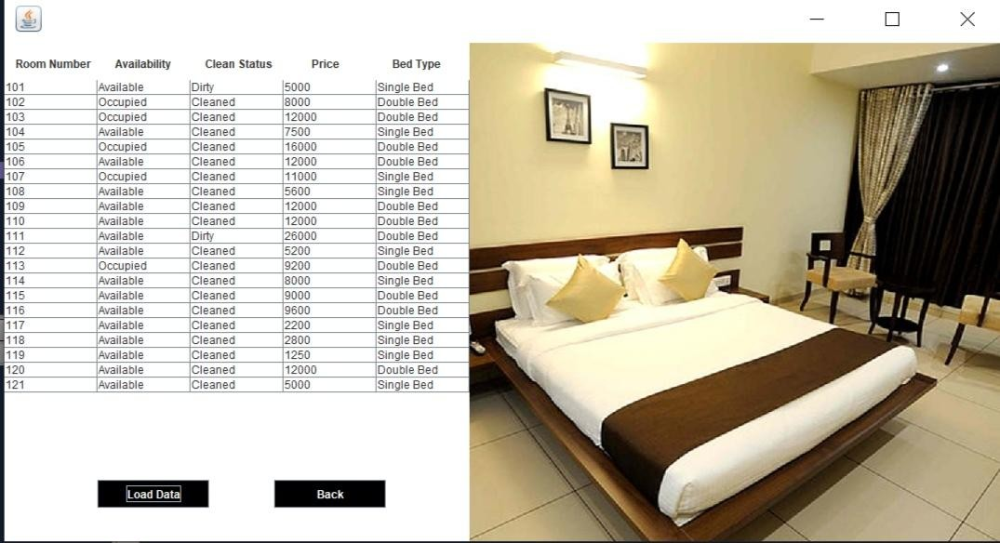 Room Number Availability Clean Status Price Bed Type
101 Available Dirty 5000 Single Bed
102 Occupied Cleaned 8000 Double Bed
103 Occupied Cleaned 12000 Double Bed
104 Available Cleaned 7500 Single Bed
105 Occupied Cleaned 16000 Double Bed
106 Available Cleaned 12000 Double Bed
107 Occupied Cleaned 11000 Single Bed
108 Available Cleaned 5600 Single Bed
109 Available Cleaned 12000 Double Bed
110 Available Cleaned 12000 Double Bed
111 Available Dirty 26000 Double Bed
112 Available Cleaned 5200 Single Bed
113 Occupied Cleaned 9200 Double Bed
114 Available Cleaned 8000 Single Bed
115 Available Cleaned 9000 Double Bed
116 Available Cleaned 9600 Double Bed
117 Available Cleaned 2200 Single Bed
118 Available Cleaned 2800 Single Bed
119 Available Cleaned 1250 Single Bed
120 Available Cleaned 12000 Double Bed
121 Available Cleaned 5000 Single Bed
Load Data Back